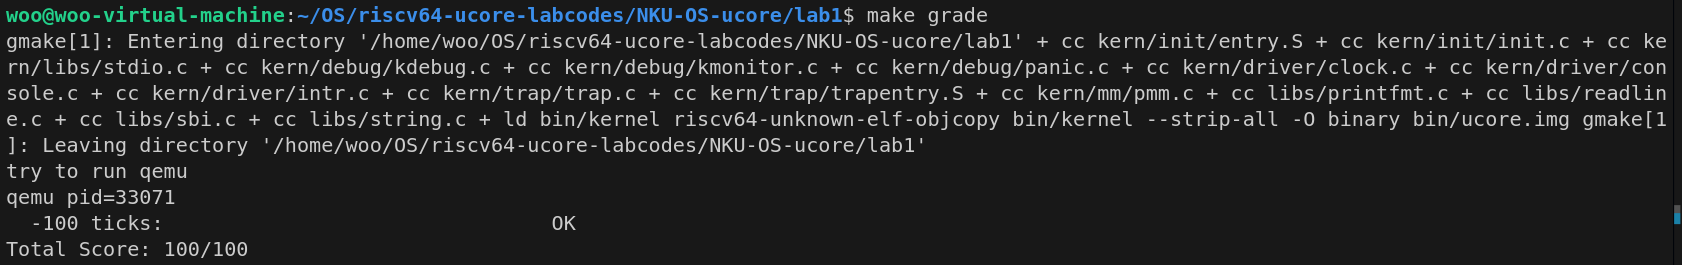 woo@woo-virtual-machine:~/OS/riscv64-ucore-labcodes/NKU-OS-ucore/lab1$ make grade
gmake[1]: Entering directory '/home/woo/OS/riscv64-ucore-labcodes/NKU-OS-ucore/lab1' + cc kern/init/entry.S + cc kern/init/init.c + cc ke
rn/libs/stdio.c + cc kern/debug/kdebug.c + cc kern/debug/kmonitor.c + cc kern/debug/panic.c + cc kern/driver/clock.c + cc kern/driver/con
sole.c + cc kern/driver/intr.c + cc kern/trap/trap.c + cc kern/trap/trapentry.S + cc kern/mm/pmm.c + cc libs/printfmt.c + cc libs/readlin
e.c + cc libs/sbi.c + cc libs/string.c + ld bin/kernel riscv64-unknown-elf-objcopy bin/kernel --strip-all -O binary bin/ucore.img gmake[1
]: Leaving directory '/home/woo/OS/riscv64-ucore-labcodes/NKU-OS-ucore/lab1'
try to run qemu
qemu pid=33071
  -100 ticks:                                OK
Total Score: 100/100